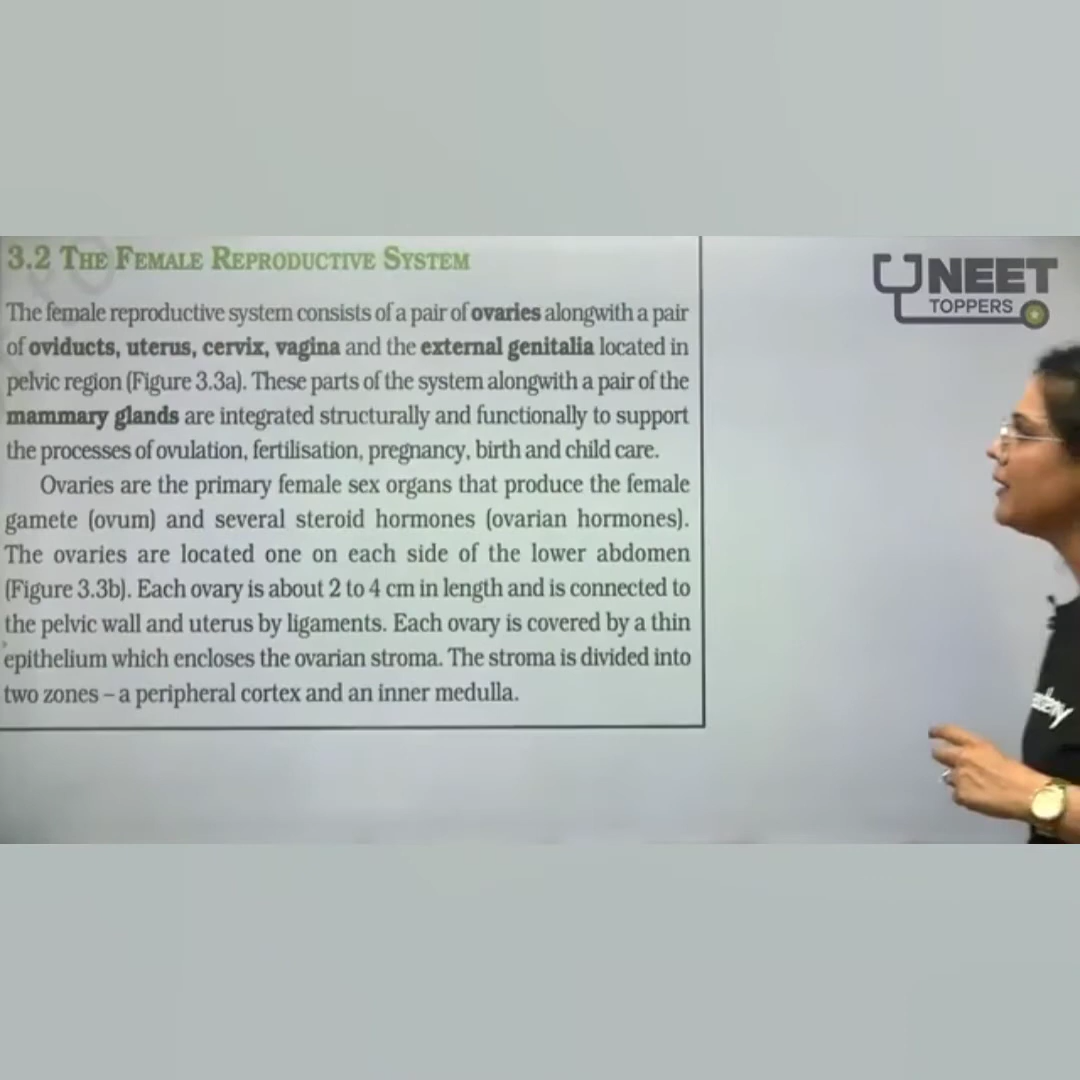 3.2 THE FEMALE REPRODUCTIVE SYSTEM
The female reproductive system consists of a pair of ovaries alongwith a pair
of oviducts, uterus, cervix, vagina and the external genitalia located in
pelvic region (Figure 3.3a). These parts of the system alongwith a pair of the
mammary glands are integrated structurally and functionally to support
the processes of ovulation, fertilisation, pregnancy, birth and child care.
Ovaries are the primary female sex organs that produce the female
gamete (ovum) and several steroid hormones (ovarian hormones).
The ovaries are located one on each side of the lower abdomen
(Figure 3.3b). Each ovary is about 2 to 4 cm in length and is connected to
the pelvic wall and uterus by ligaments. Each ovary is covered by a thin
epithelium which encloses the ovarian stroma. The stroma is divided into
two zones – a peripheral cortex and an inner medulla.
NEET
TOPPERS